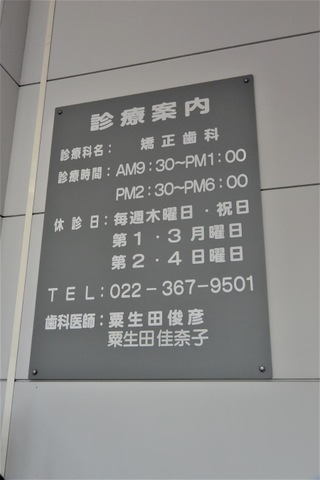 診療案内
診療科名： 矯正歯科
診療時間：AM9：30〜PM1：00
PM2：30〜PM6：00
休診日：毎週木曜日・祝日
第1・3月曜日
第2・4日曜日
TEL：022－367－9501
歯科医師：粟生田俊彦
粟生田佳奈子